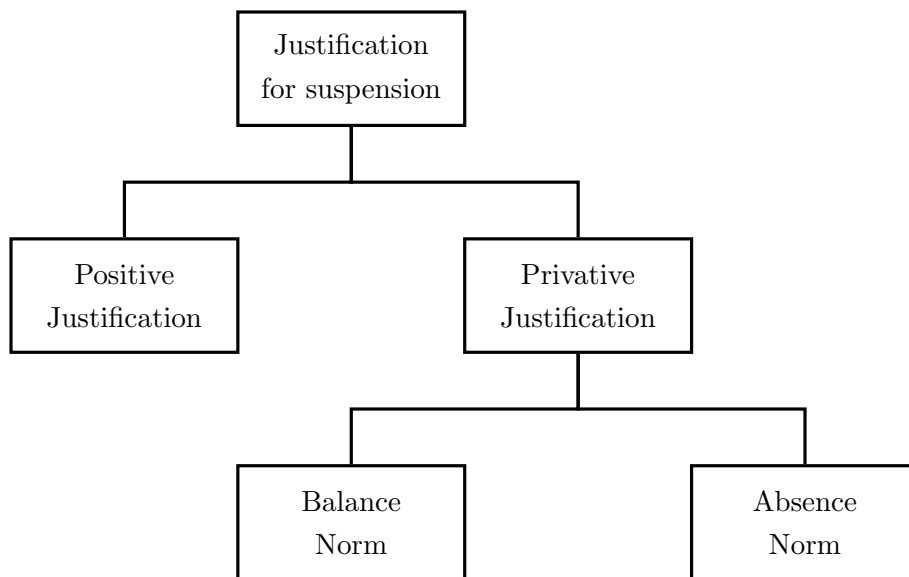 Justification
for suspension
Positive
Justification
Privative
Justification
Balance
Norm
Absence
Norm